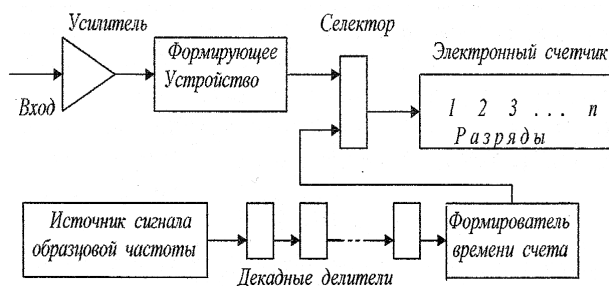 Усилитель
Формирующее
Устройство
Селектор
Электронный счетчик
Вход
1 2 3 . . . n
Разряды
Источник сигнала
образцовой частоты
Формирователь
времени счета
Декадные делители